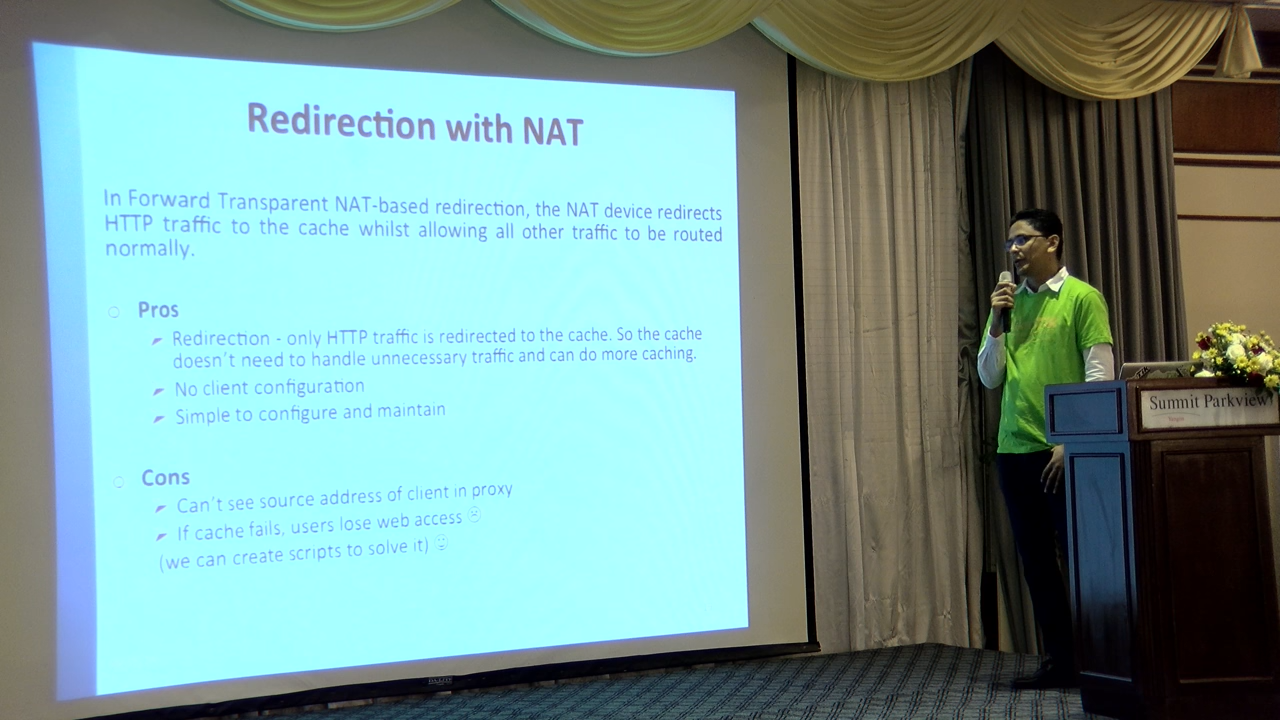 Redirection with NAT
In Forward Transparent NAT-based redirection, the NAT device redirects
HTTP traffic to the cache whilst allowing all other traffic to be routed
normally.
Pros
Redirection - only HTTP traffic is redirected to the cache. So the cache
doesn't need to handle unnecessary traffic and can do more caching.
No client configuration
Simple to configure and maintain
Cons
Can't see source address of client in proxy
If cache fails, users lose web access ☹
(we can create scripts to solve it) ☺
Summit Parkview